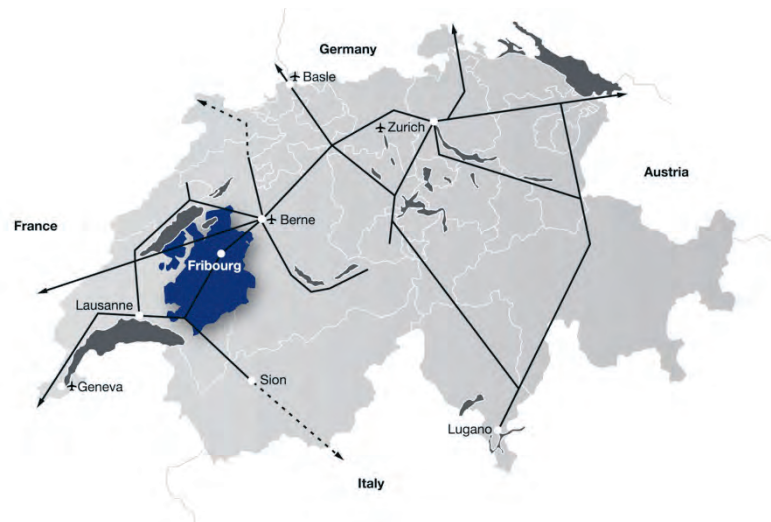 Germany
Basle
Zurich
Austria
Berne
France
Fribourg
Lausanne
Geneva
Sion
Lugano
Italy